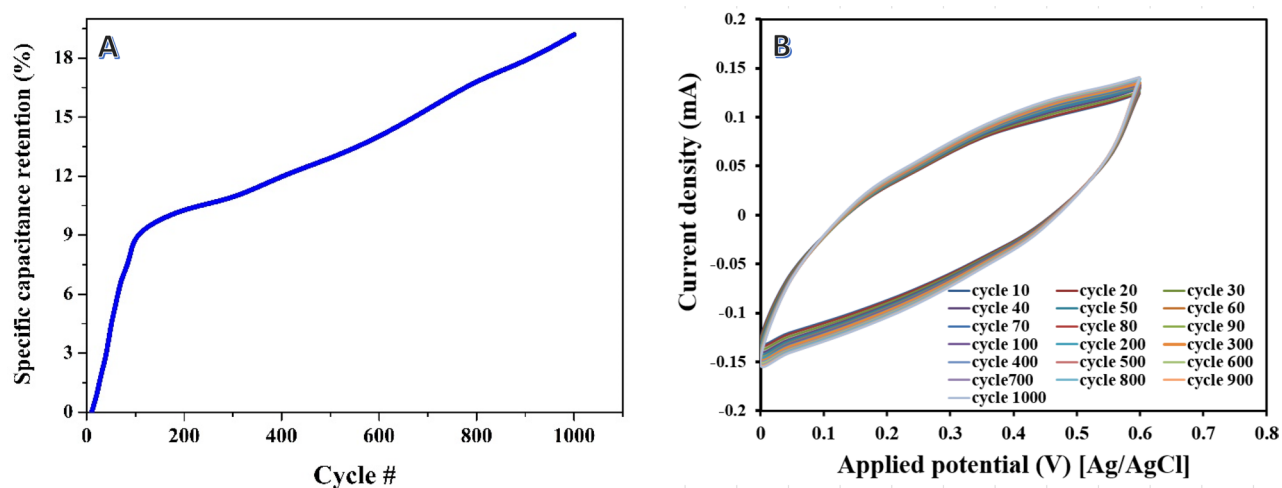 A
Specific capacitance retention (%)
18
15
12
9
6
3
0
0 200 400 600 800 1000
Cycle #
B
Current density (mA)
0.2
0.15
0.1
0.05
0
-0.05
-0.1
-0.15
-0.2
cycle 10 cycle 20 cycle 30
cycle 40 cycle 50 cycle 60
cycle 70 cycle 80 cycle 90
cycle 100 cycle 200 cycle 300
cycle 400 cycle 500 cycle 600
cycle700 cycle 800 cycle 900
cycle 1000
0 0.1 0.2 0.3 0.4 0.5 0.6 0.7 0.8
Applied potential (V) [Ag/AgCl]